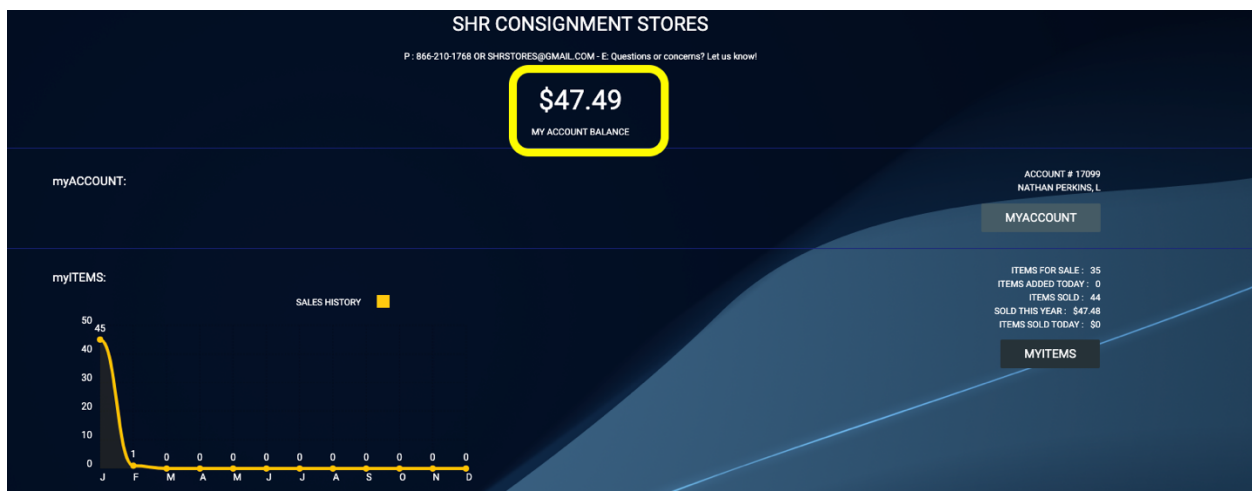 SHR CONSIGNMENT STORES
P : 866-210-1768 OR SHRSTORES@GMAIL.COM - E: Questions or concerns? Let us know!
$47.49
MY ACCOUNT BALANCE
myACCOUNT:
ACCOUNT # 17099
NATHAN PERKINS, L
MYACCOUNT
myITEMS:
ITEMS FOR SALE : 35
ITEMS ADDED TODAY : 0
ITEMS SOLD : 44
SOLD THIS YEAR : $47.48
ITEMS SOLD TODAY : $0
MYITEMS
SALES HISTORY
50
45
40
30
20
10
0
1 0 0 0 0 0 0 0 0 0 0
J F M A M J J A S O N D